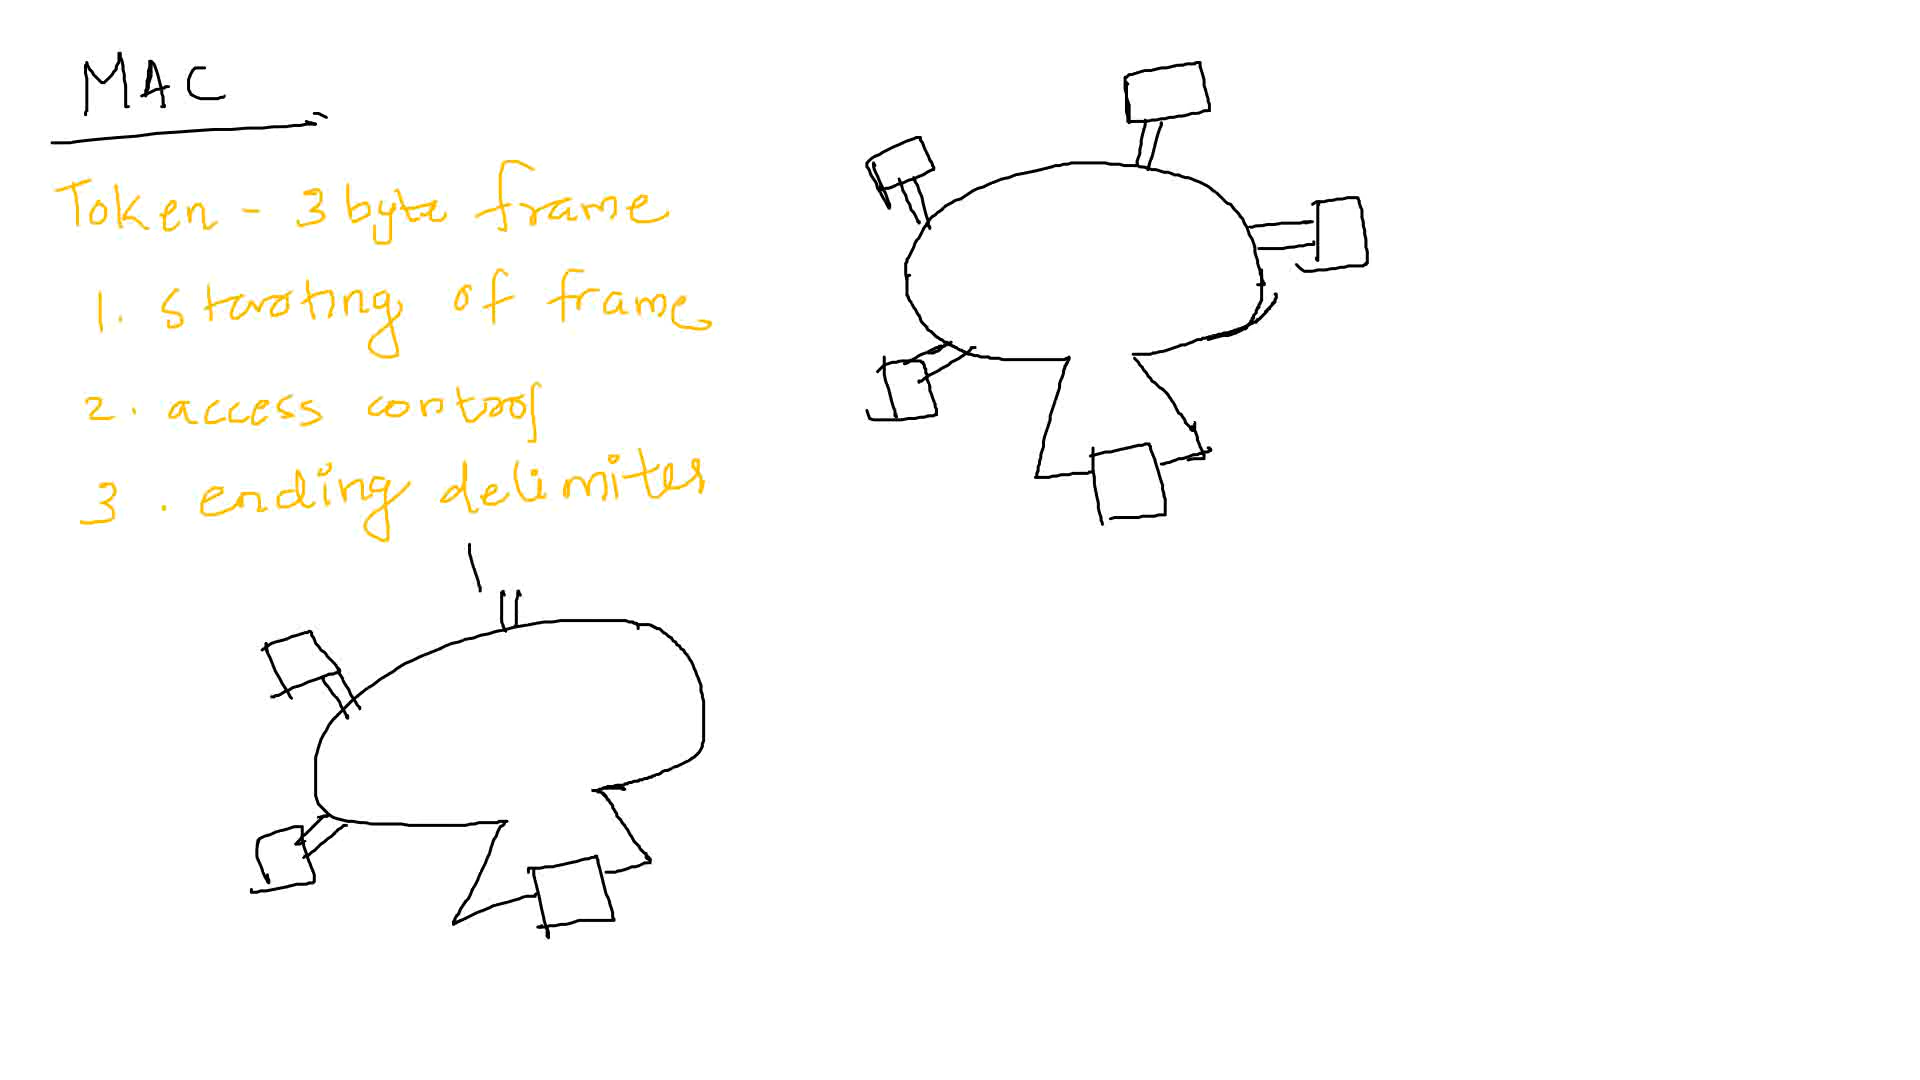 MAC
Token - 3 byte frame
1. starting of frame
2. access control
3. ending delimiter